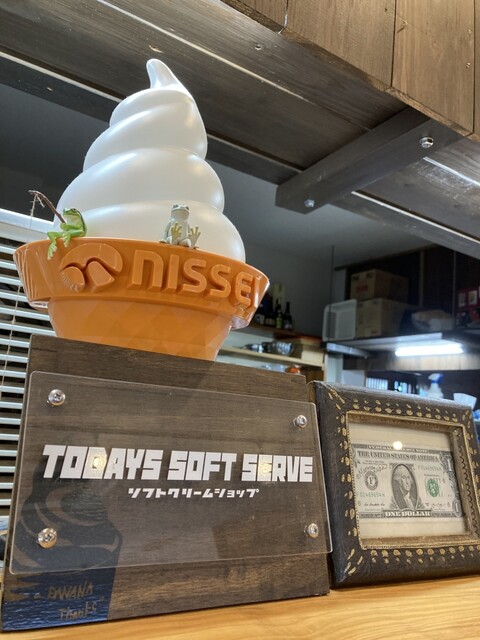 NISSEI
TODAYS SOFT SERVE
ソフトクリームショップ
THE UNITED STATES OF AMERICA
ONE DOLLAR
Thanks